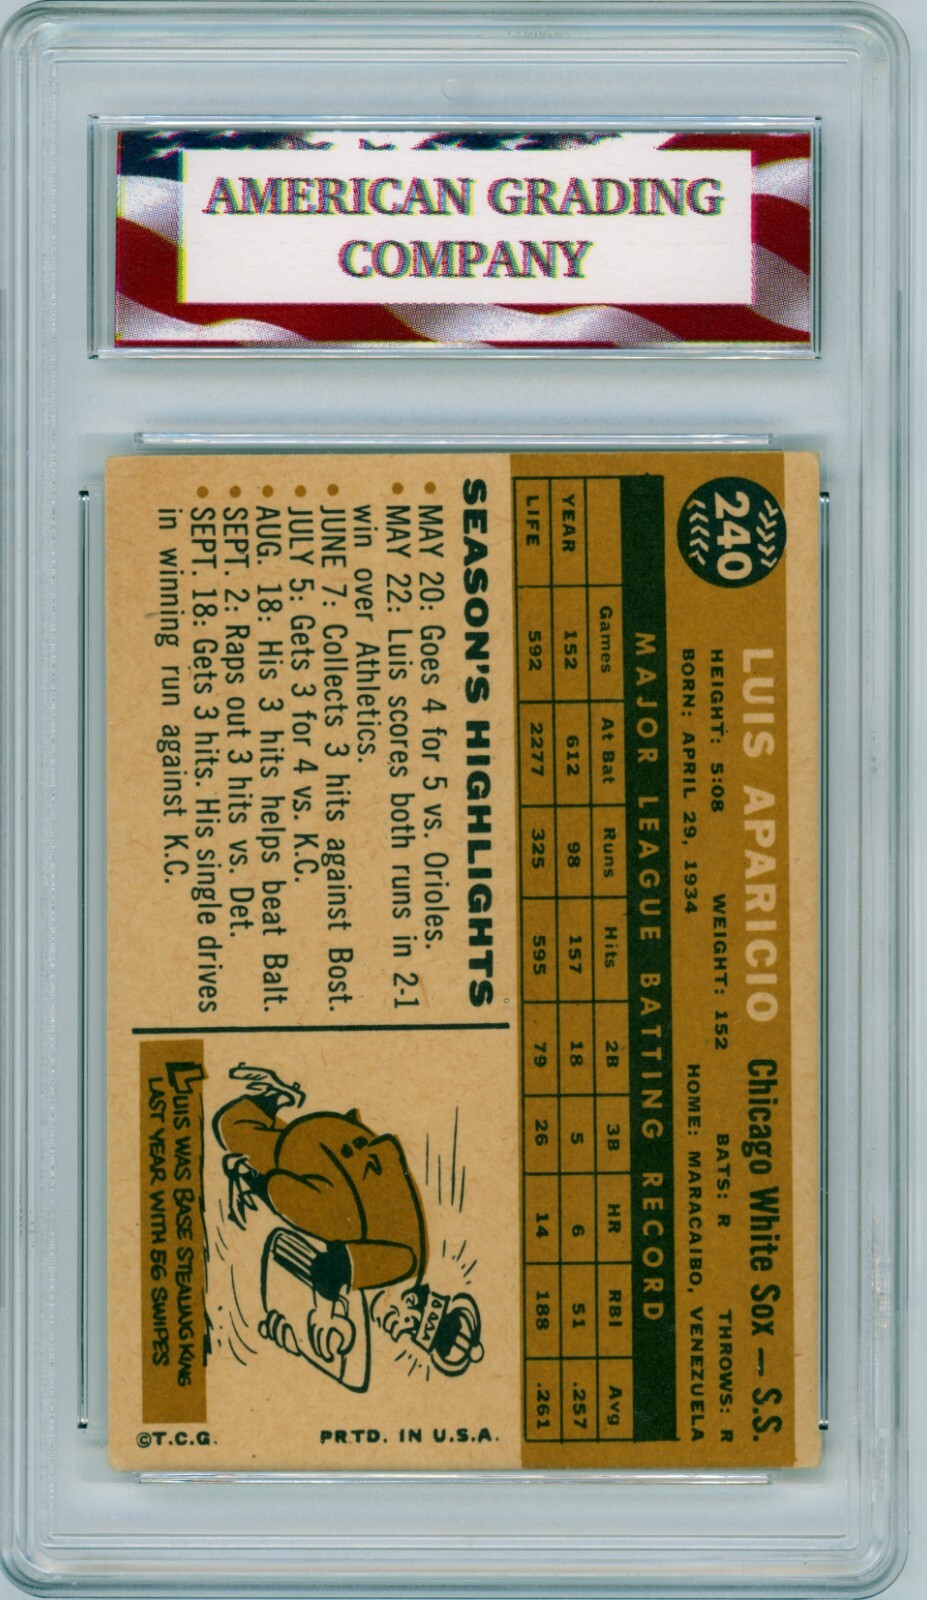 AMERICAN GRADING
COMPANY
240
LUIS APARICIO Chicago White Sox — S.S.
HEIGHT: 5:08 WEIGHT: 152 BATS: R THROWS: R
BORN: APRIL 29, 1934 HOME: MARACAIBO, VENEZUELA
MAJOR LEAGUE BATTING RECORD
Games At Bat Runs Hits 2B 3B HR RBI Avg
YEAR 152 612 98 157 18 5 6 51 .257
LIFE 592 2277 325 595 79 26 14 188 .261
SEASON'S HIGHLIGHTS
• MAY 20: Goes 4 for 5 vs. Orioles.
• MAY 22: Luis scores both runs in 2-1
win over Athletics.
• JUNE 7: Collects 3 hits against Bost.
• JULY 5: Gets 3 for 4 vs. K.C.
• AUG. 18: His 3 hits helps beat Balt.
• SEPT. 2: Raps out 3 hits vs. Det.
• SEPT. 18: Gets 3 hits. His single drives
in winning run against K.C.
LUIS WAS BASE STEALING KING
LAST YEAR WITH 56 SWIPES
PRTD. IN U.S.A.
©T.C.G.